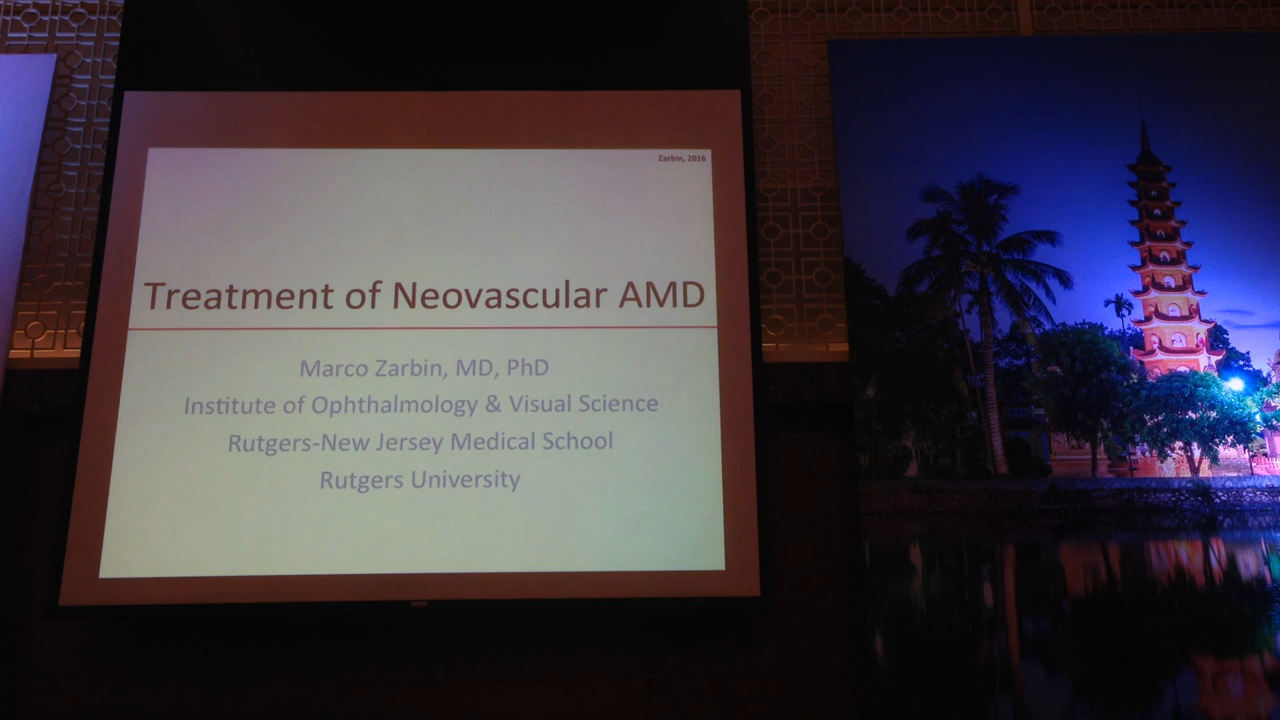 Zarbin, 2016
Treatment of Neovascular AMD
Marco Zarbin, MD, PhD
Institute of Ophthalmology & Visual Science
Rutgers-New Jersey Medical School
Rutgers University